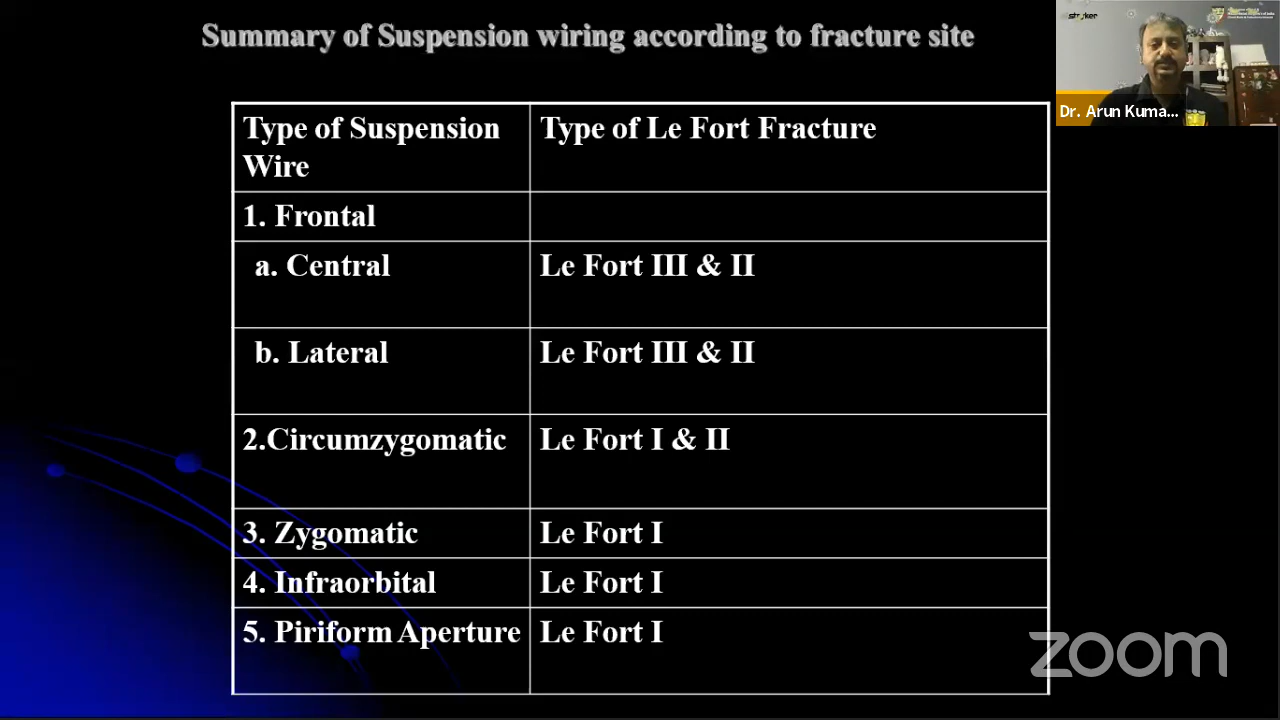 Summary of Suspension wiring according to fracture site
stryker
Dr. Arun Kuma...
Type of Suspension Wire
Type of Le Fort Fracture
1. Frontal
a. Central
Le Fort III & II
b. Lateral
Le Fort III & II
2.Circumzygomatic
Le Fort I & II
3. Zygomatic
Le Fort I
4. Infraorbital
Le Fort I
5. Piriform Aperture
Le Fort I
zoom